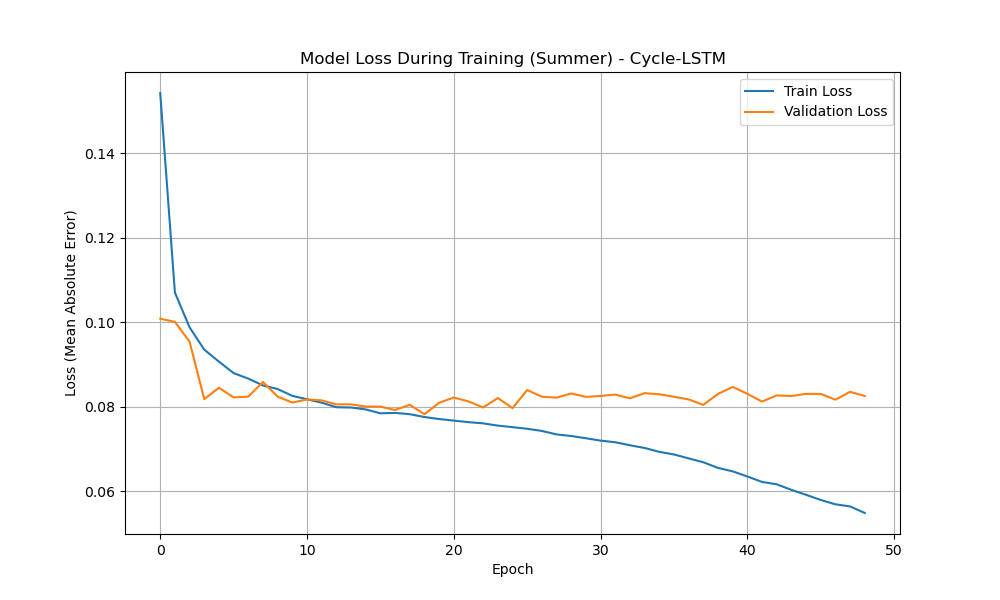 Model Loss During Training (Summer) - Cycle-LSTM
Train Loss
Validation Loss
Loss (Mean Absolute Error)
0.14
0.12
0.10
0.08
0.06
0
10
20
30
40
50
Epoch